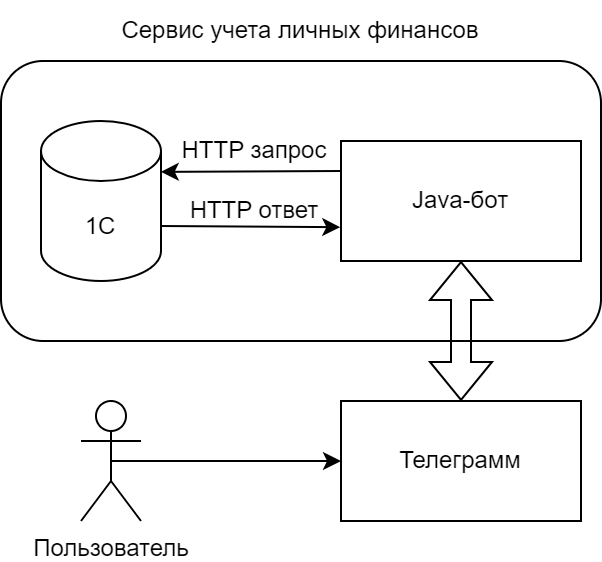 Сервис учета личных финансов
HTTP запрос
Java-бот
HTTP ответ
1С
Телеграмм
Пользователь